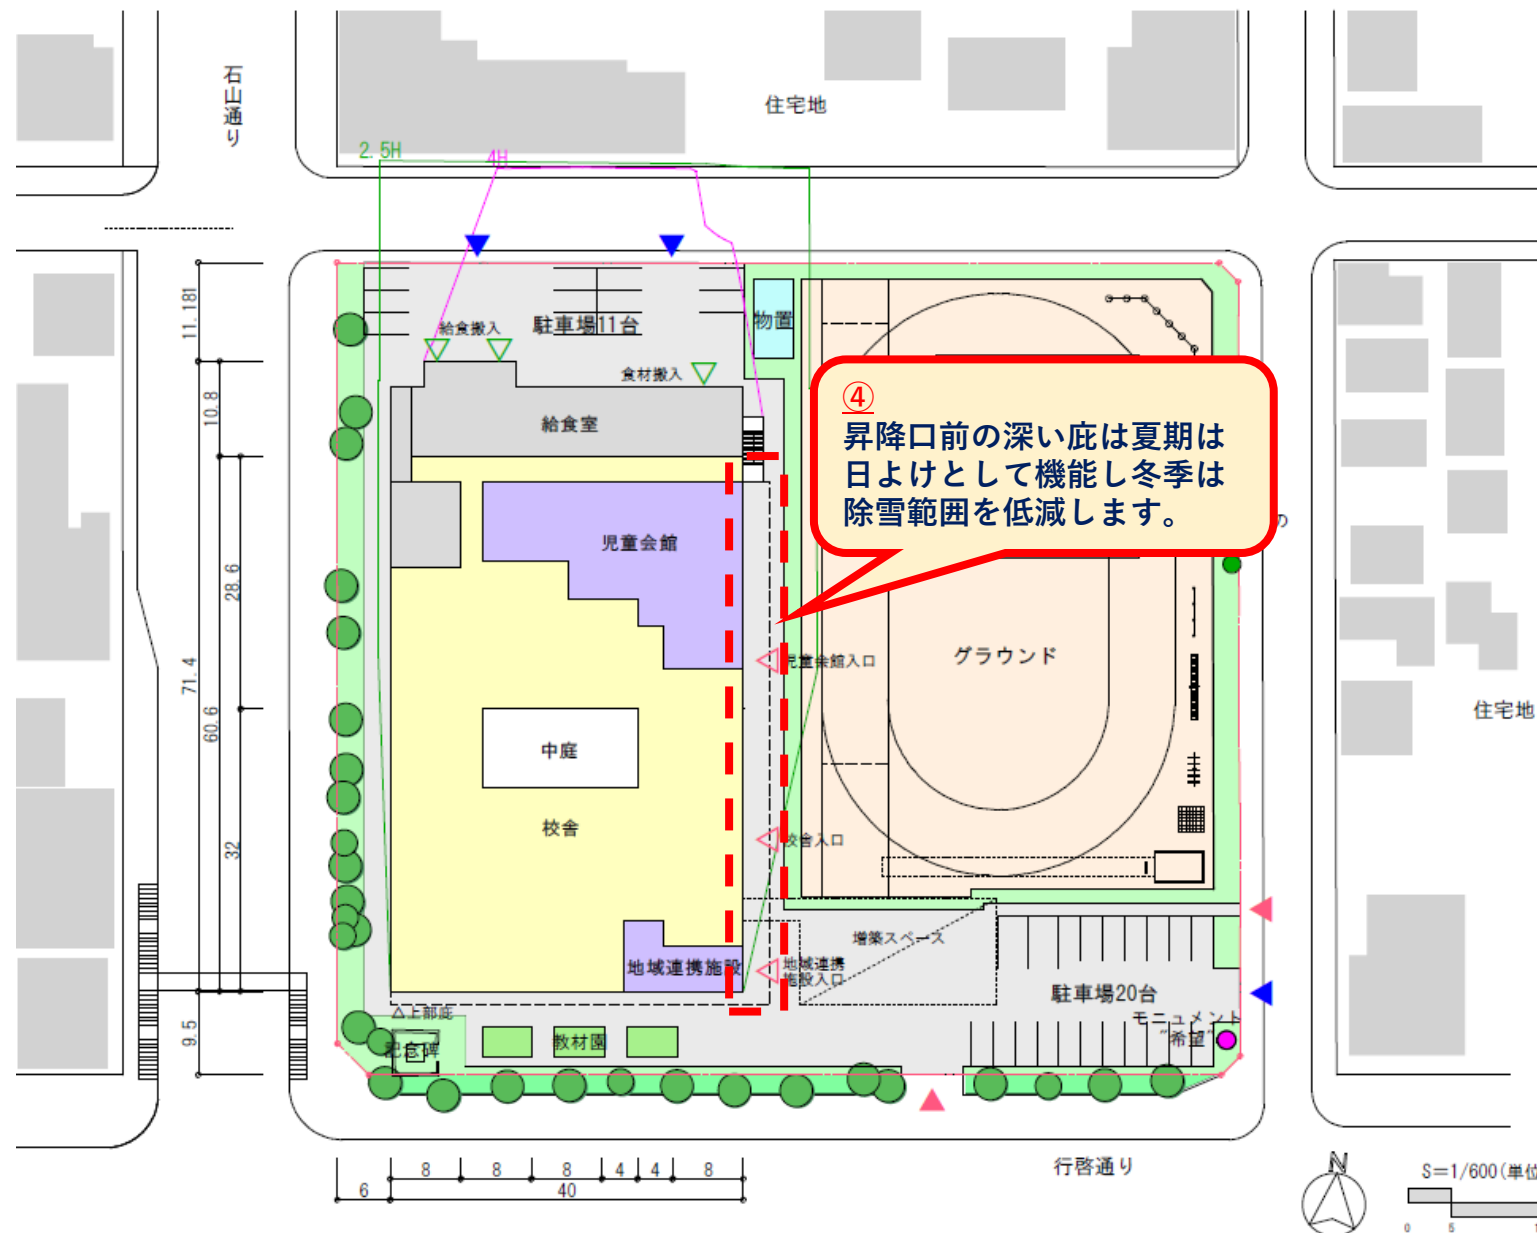 石山通り
住宅地
2.5H
4H
11.181
10.8
28.6
71.4
60.6
32
9.5
給食搬入
駐車場11台
物置
食材搬入
給食室
④
昇降口前の深い庇は夏期は
日よけとして機能し冬季は
除雪範囲を低減します。
の
児童会館
児童会館入口
グラウンド
住宅地
中庭
校舎
校舎入口
増築スペース
地域連携施設
地域連携
施設入口
駐車場20台
△上部庇
モニュメント
"希望"
記念碑
教材園
行啓通り
8
8
8
4
4
8
6
40
N
S=1/600(単位
0
5
1